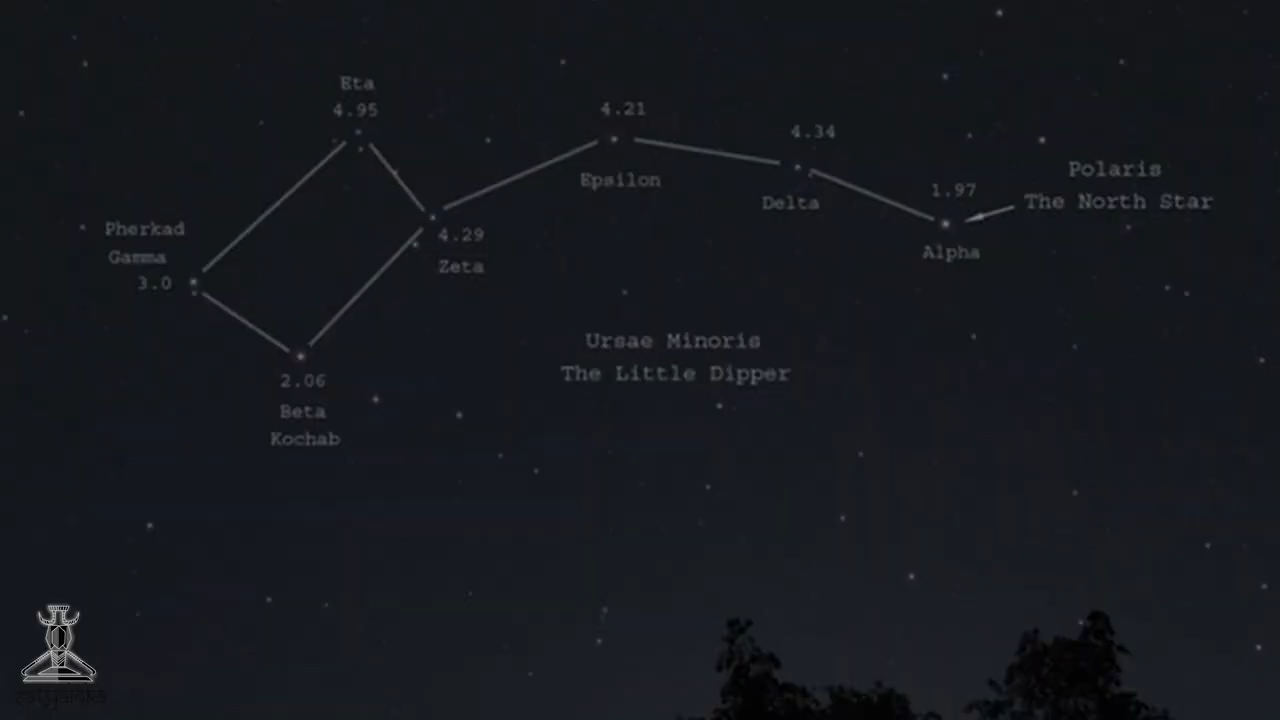 Eta
4.95
4.21
4.34
Polaris
The North Star
1.97
Epsilon
Delta
Alpha
Pherkad
Gamma
3.0
4.29
Zeta
Ursae Minoris
The Little Dipper
2.06
Beta
Kochab